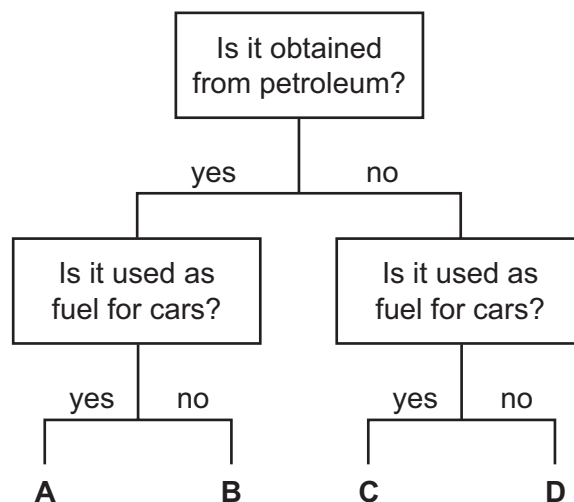 Is it obtained
from petroleum?
yes no
Is it used as
fuel for cars?
Is it used as
fuel for cars?
yes no
yes no
A B C D